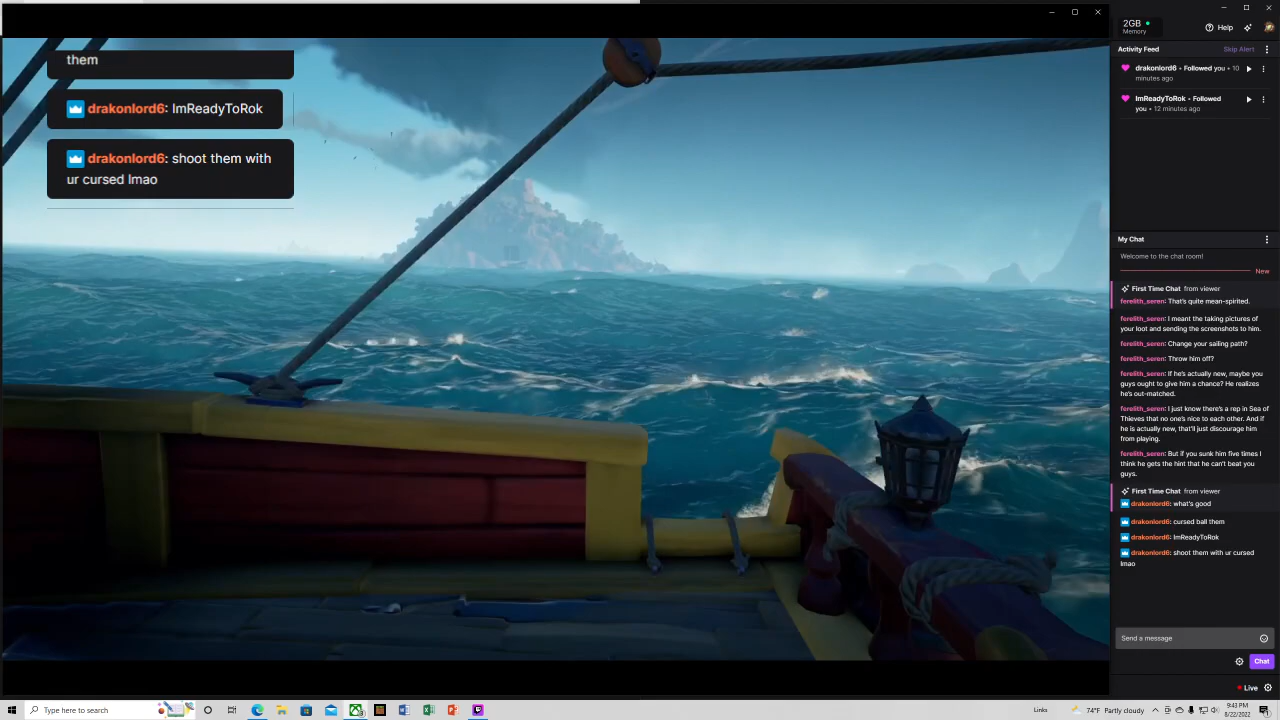 them
drakonlord6: ImReadyToRok
drakonlord6: shoot them with
ur cursed lmao
2GB
Memory
Help
Activity Feed
Skip Alert
drakonlord6 • Followed you • 10
minutes ago
ImReadyToRok • Followed
you • 12 minutes ago
My Chat
Welcome to the chat room!
New
First Time Chat from viewer
ferelith_seren: That's quite mean-spirited.
ferelith_seren: I meant the taking pictures of
your loot and sending the screenshots to him.
ferelith_seren: Change your sailing path?
ferelith_seren: Throw him off?
ferelith_seren: If he's actually new, maybe you
guys ought to give him a chance? He realizes
he's out-matched.
ferelith_seren: I just know there's a rep in Sea of
Thieves that no one's nice to each other. And if
he is actually new, that'll just discourage him
from playing.
ferelith_seren: But if you sunk him five times I
think he gets the hint that he can't beat you
guys.
First Time Chat from viewer
drakonlord6: what's good
drakonlord6: cursed ball them
drakonlord6: ImReadyToRok
drakonlord6: shoot them with ur cursed
lmao
Send a message
Chat
Live
Type here to search
Links
74°F Partly cloudy
9:43 PM
8/22/2022